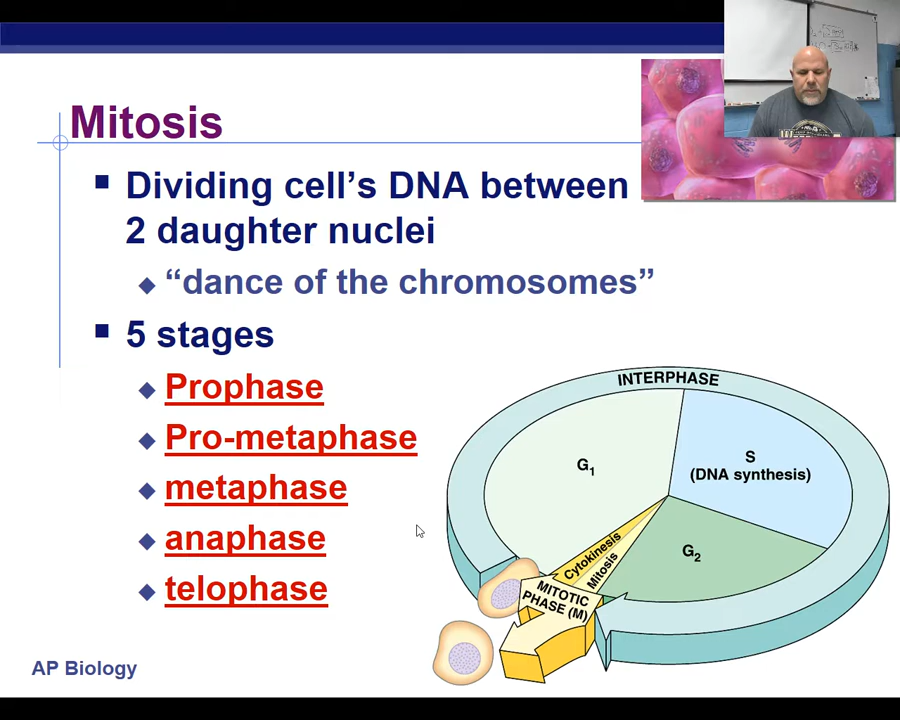 Mitosis
Dividing cell's DNA between
2 daughter nuclei
“dance of the chromosomes”
5 stages
Prophase
Pro-metaphase
metaphase
anaphase
telophase
INTERPHASE
G1
S
(DNA synthesis)
G2
Cytokinesis
Mitosis
MITOTIC
PHASE (M)
AP Biology